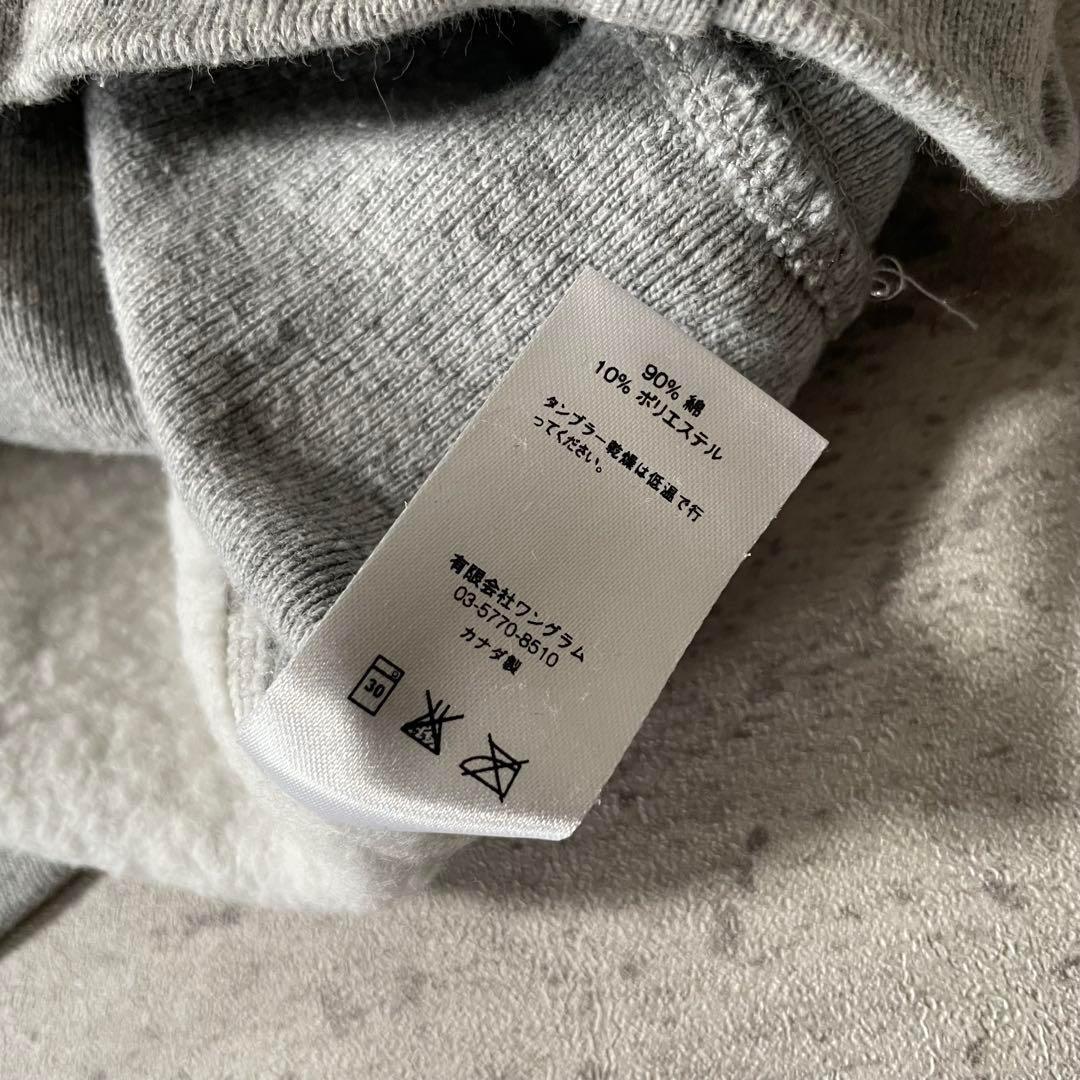 90% 綿
10% ポリエステル
タンブラー乾燥は低温で行
ってください。
有限会社ワングラム
03-5770-8510
カナダ製
30